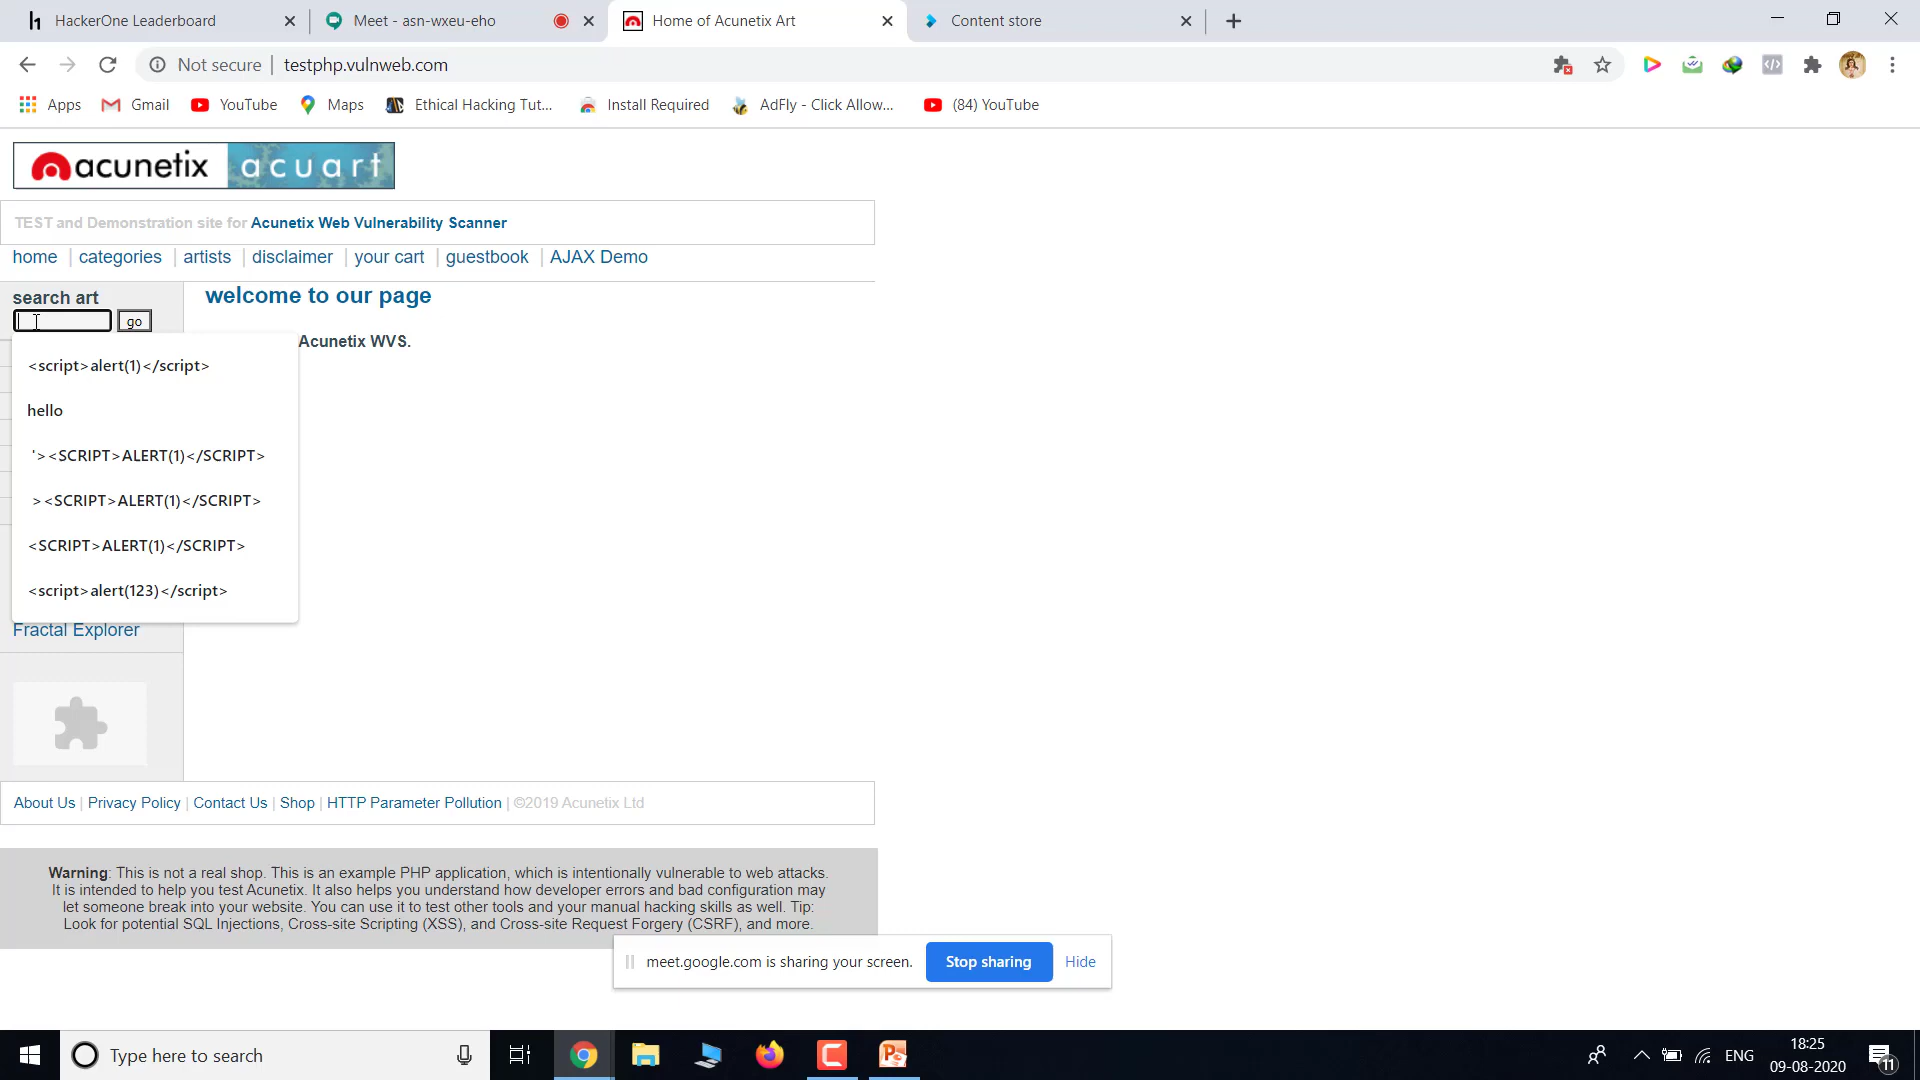 HackerOne Leaderboard
Meet - asn-wxeu-eho
Home of Acunetix Art
Content store
Not secure | testphp.vulnweb.com
Apps Gmail YouTube Maps Ethical Hacking Tut... Install Required AdFly - Click Allow... (84) YouTube
acunetix acuart
TEST and Demonstration site for Acunetix Web Vulnerability Scanner
home | categories | artists | disclaimer | your cart | guestbook | AJAX Demo
search art
go
welcome to our page
Acunetix WVS.
<script>alert(1)</script>
hello
'><SCRIPT>ALERT(1)</SCRIPT>
><SCRIPT>ALERT(1)</SCRIPT>
<SCRIPT>ALERT(1)</SCRIPT>
<script>alert(123)</script>
Fractal Explorer
About Us | Privacy Policy | Contact Us | Shop | HTTP Parameter Pollution | ©2019 Acunetix Ltd
Warning: This is not a real shop. This is an example PHP application, which is intentionally vulnerable to web attacks.
It is intended to help you test Acunetix. It also helps you understand how developer errors and bad configuration may
let someone break into your website. You can use it to test other tools and your manual hacking skills as well. Tip:
Look for potential SQL Injections, Cross-site Scripting (XSS), and Cross-site Request Forgery (CSRF), and more.
meet.google.com is sharing your screen. Stop sharing Hide
Type here to search
ENG
18:25
09-08-2020
11